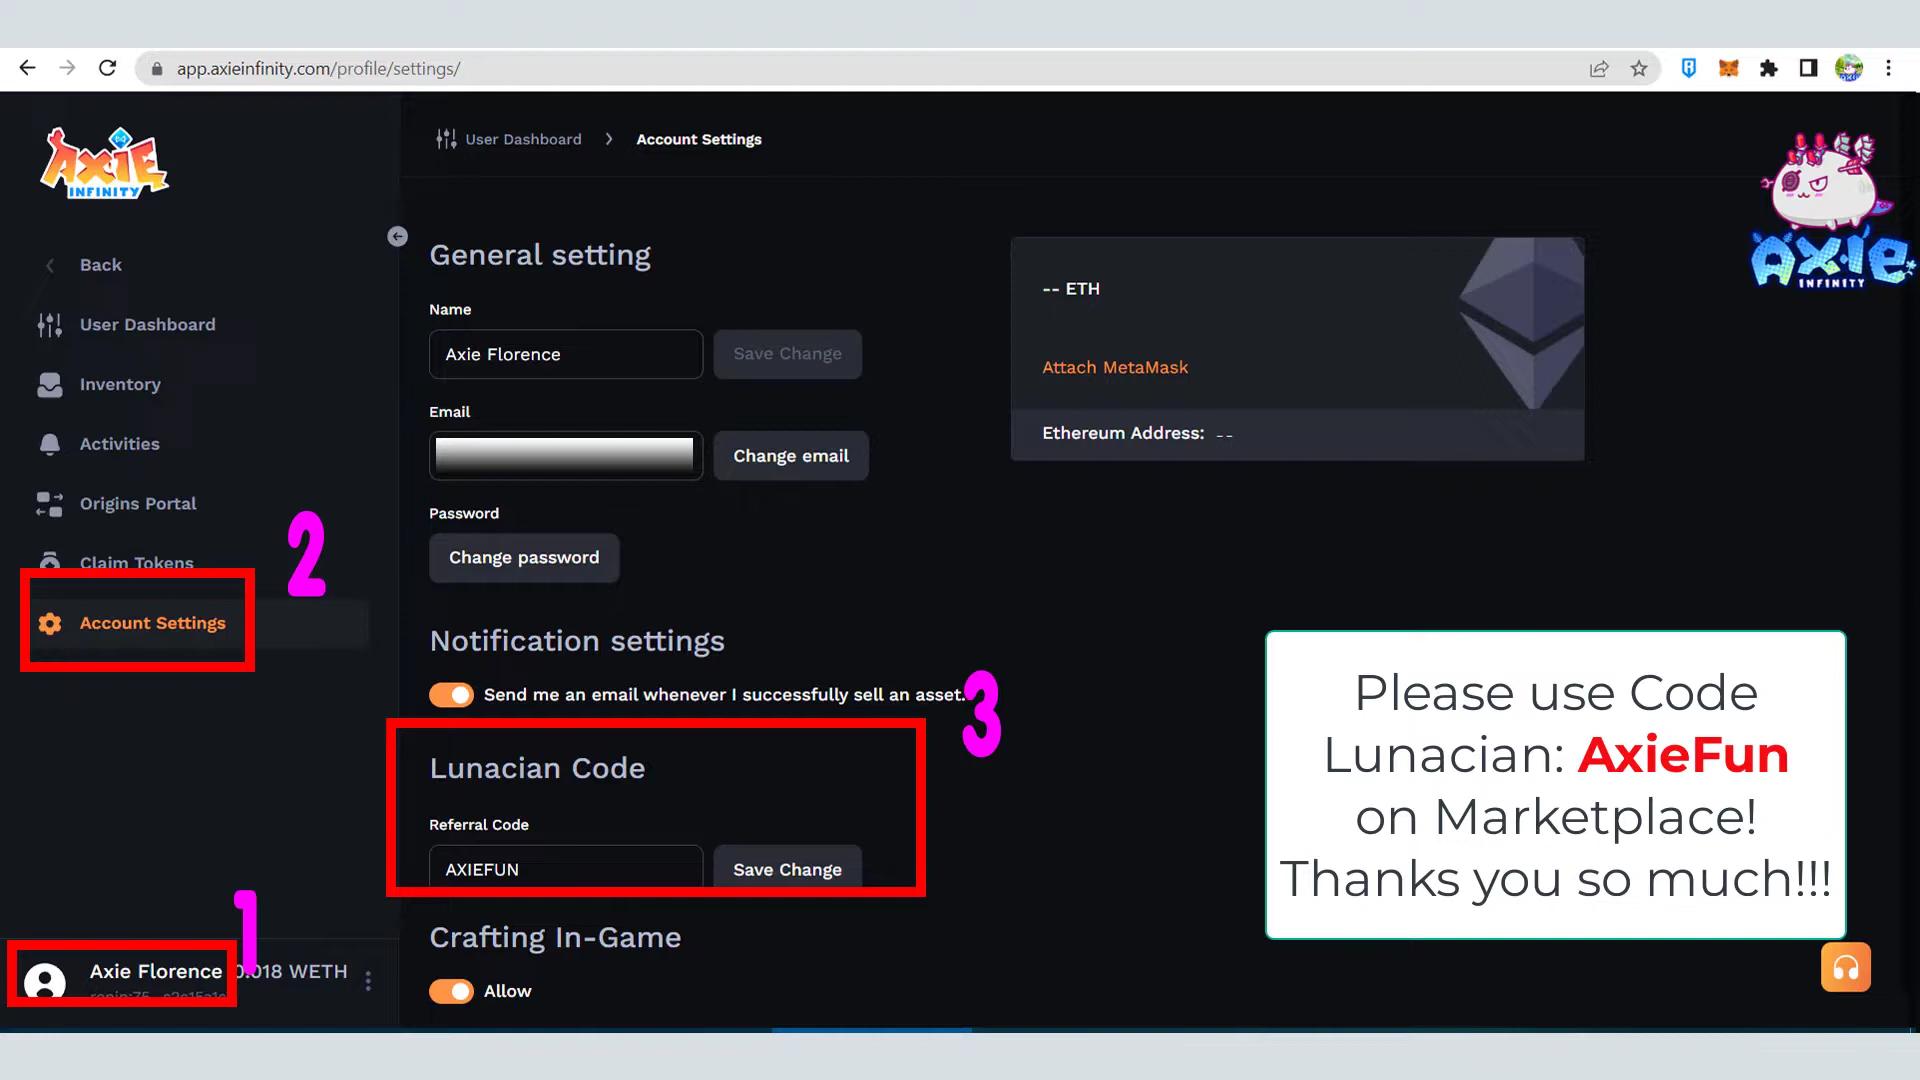 app.axieinfinity.com/profile/settings/
AXIE
INFINITY
User Dashboard
Account Settings
AXIE
INFINITY
Back
User Dashboard
Inventory
Activities
Origins Portal
Claim Tokens
Account Settings
2
1
Axie Florence
0.018 WETH
General setting
Name
Axie Florence
Save Change
Email
Change email
Password
Change password
Notification settings
Send me an email whenever I successfully sell an asset.
3
Lunacian Code
Referral Code
AXIEFUN
Save Change
Crafting In-Game
Allow
-- ETH
Attach MetaMask
Ethereum Address: --
Please use Code
Lunacian: AxieFun
on Marketplace!
Thanks you so much!!!